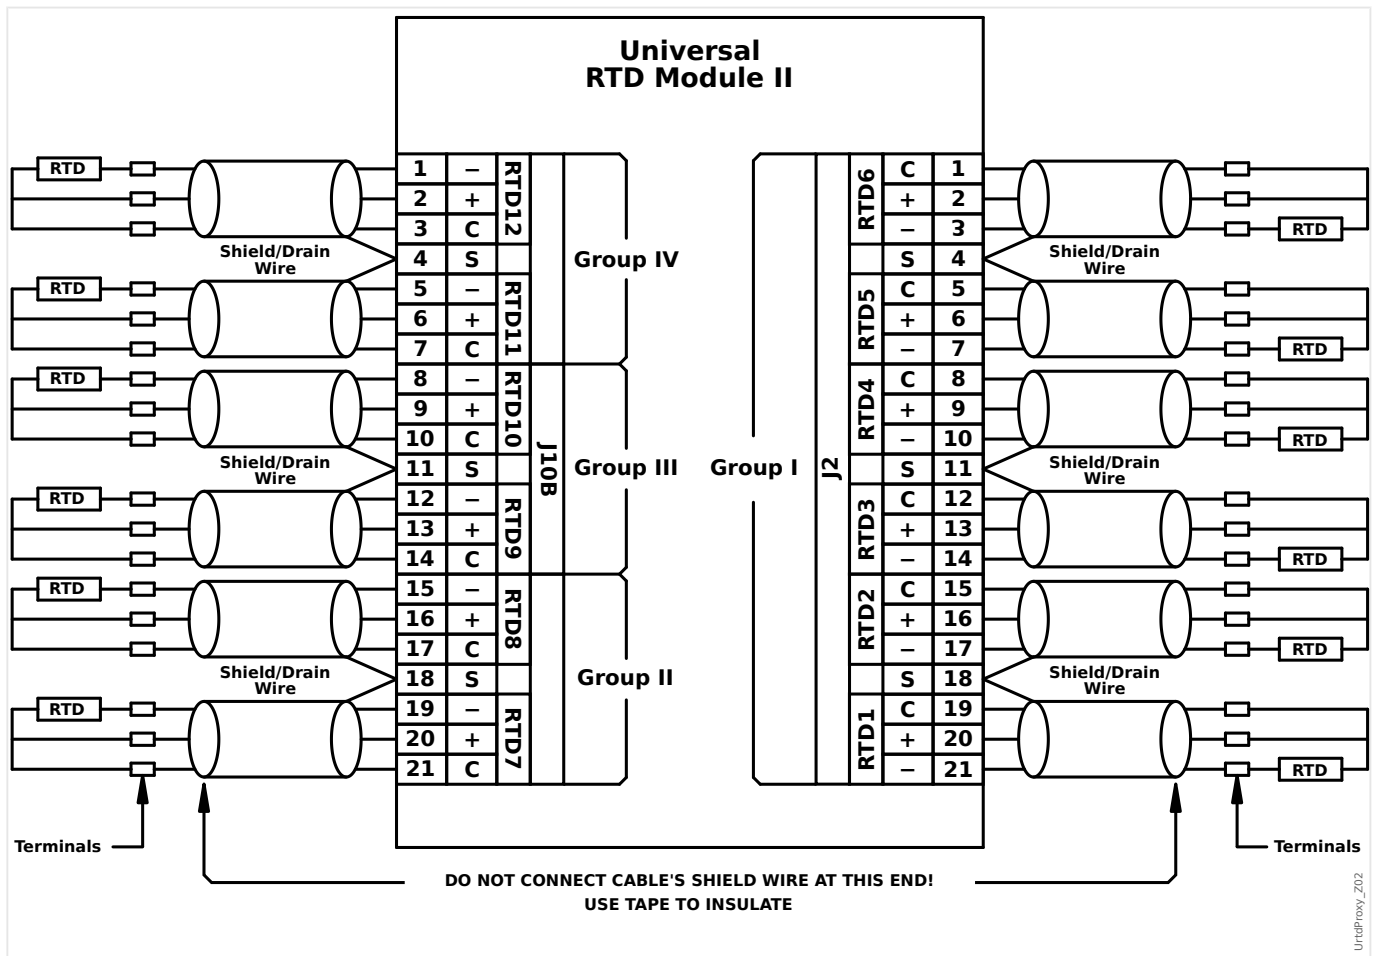 Universal
RTD Module II
RTD 1 − RTD12 RTD6 C 1
2 + + 2
3 C − 3 RTD
Shield/Drain
Wire
4 S Group IV S 4
Shield/Drain
Wire
RTD 5 − RTD11 RTD5 C 5
6 + + 6
7 C − 7 RTD
RTD 8 − RTD10 RTD4 C 8
9 + + 9
10 C − 10 RTD
Shield/Drain
Wire
11 S J10B Group III Group I J2 S 11
Shield/Drain
Wire
RTD 12 − RTD9 RTD3 C 12
13 + + 13
14 C − 14 RTD
RTD 15 − RTD8 RTD2 C 15
16 + + 16
17 C − 17 RTD
Shield/Drain
Wire
18 S Group II S 18
Shield/Drain
Wire
RTD 19 − RTD7 RTD1 C 19
20 + + 20
21 C − 21 RTD
Terminals
Terminals
DO NOT CONNECT CABLE'S SHIELD WIRE AT THIS END!
USE TAPE TO INSULATE
UrtdProxy_Z02